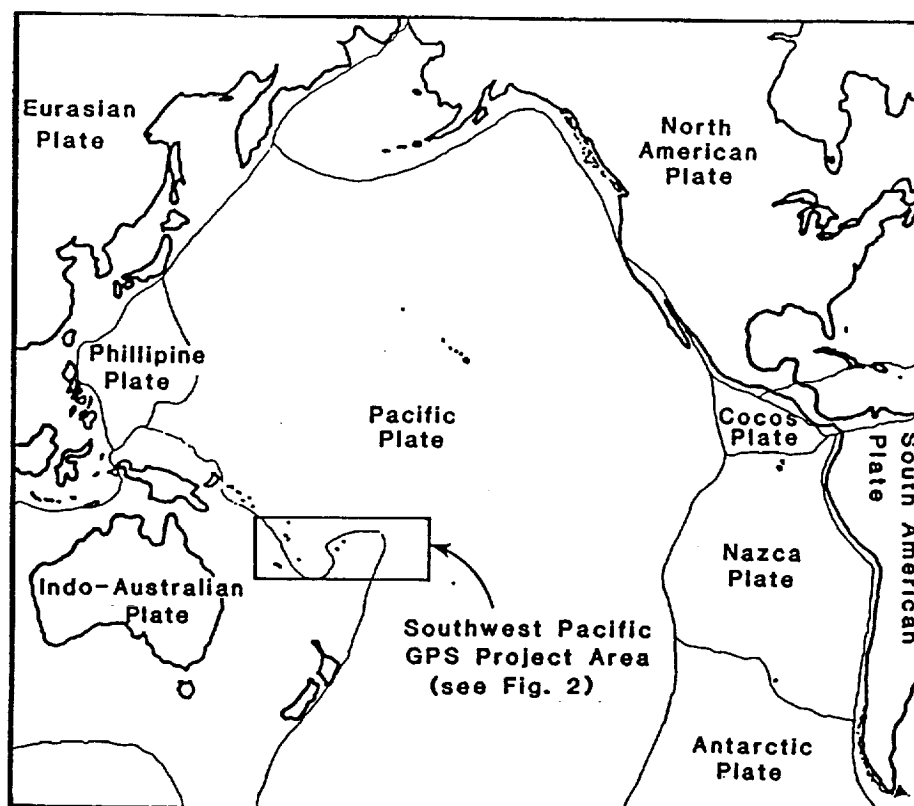 Eurasian
Plate
North
American
Plate
Phillipine
Plate
Pacific
Plate
Cocos
Plate
South American
Plate
Nazca
Plate
Indo-Australian
Plate
Southwest Pacific
GPS Project Area
(see Fig. 2)
Antarctic
Plate